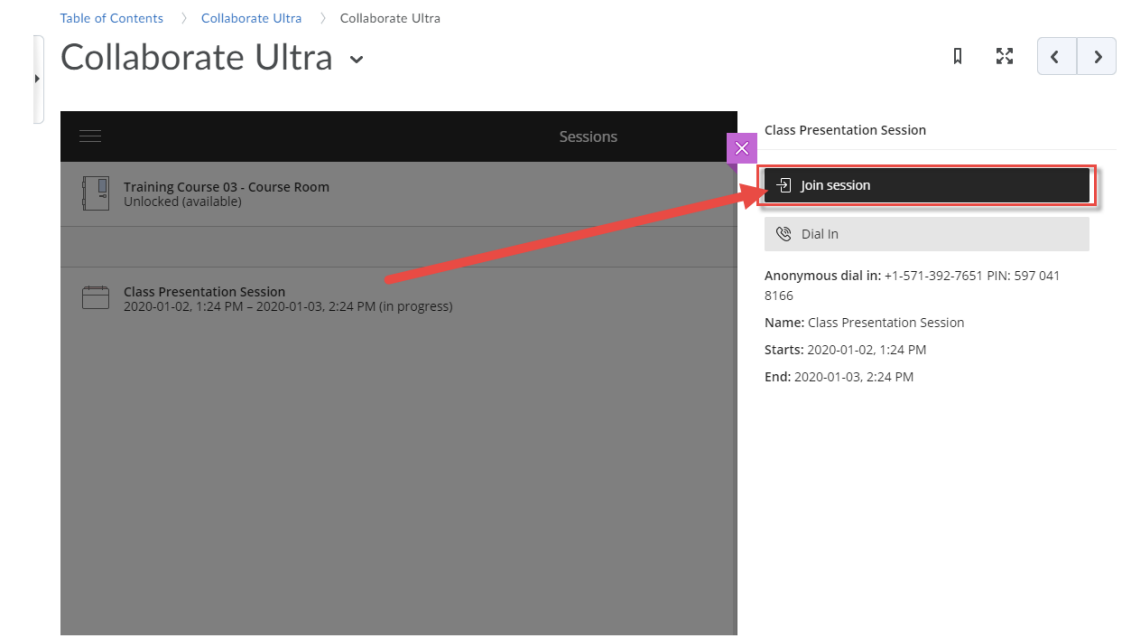 Table of Contents > Collaborate Ultra > Collaborate Ultra
Collaborate Ultra
Sessions
Training Course 03 - Course Room
Unlocked (available)
Class Presentation Session
2020-01-02, 1:24 PM – 2020-01-03, 2:24 PM (in progress)
Class Presentation Session
Join session
Dial In
Anonymous dial in: +1-571-392-7651 PIN: 597 041
8166
Name: Class Presentation Session
Starts: 2020-01-02, 1:24 PM
End: 2020-01-03, 2:24 PM